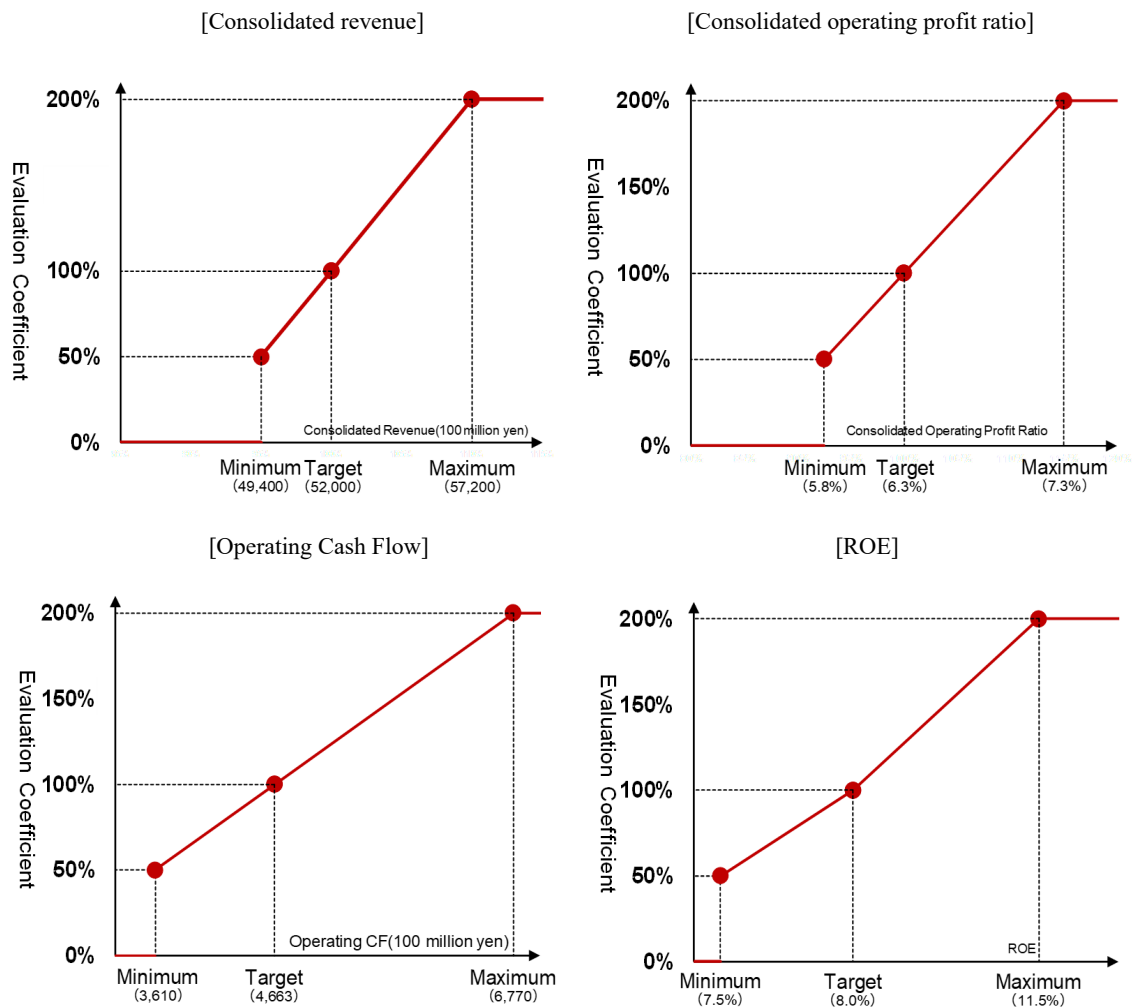 [Consolidated revenue]
200%
100%
50%
0%
Evaluation Coefficient
Consolidated Revenue(100 million yen)
Minimum Target Maximum
(49,400) (52,000) (57,200)
[Consolidated operating profit ratio]
200%
150%
100%
50%
0%
Evaluation Coefficient
Consolidated Operating Profit Ratio
Minimum Target Maximum
(5.8%) (6.3%) (7.3%)
[Operating Cash Flow]
200%
150%
100%
50%
0%
Evaluation Coefficient
Operating CF(100 million yen)
Minimum Target Maximum
(3,610) (4,663) (6,770)
[ROE]
200%
150%
100%
50%
0%
Evaluation Coefficient
ROE
Minimum Target Maximum
(7.5%) (8.0%) (11.5%)